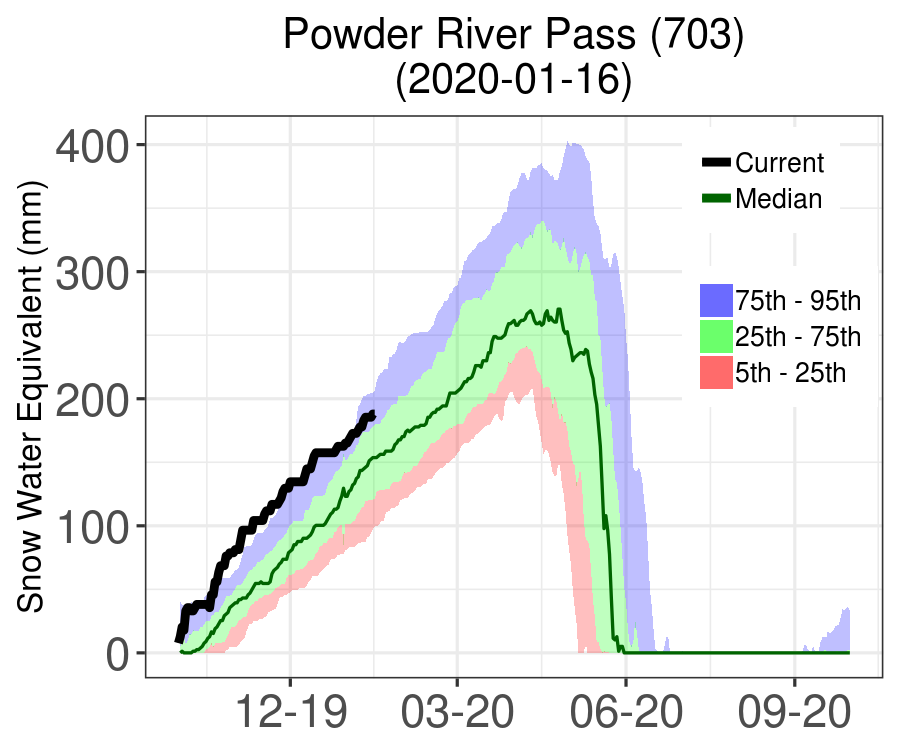 Powder River Pass (703)
(2020-01-16)
Snow Water Equivalent (mm)
400
300
200
100
0
12-19
03-20
06-20
09-20
Current
Median
75th - 95th
25th - 75th
5th - 25th